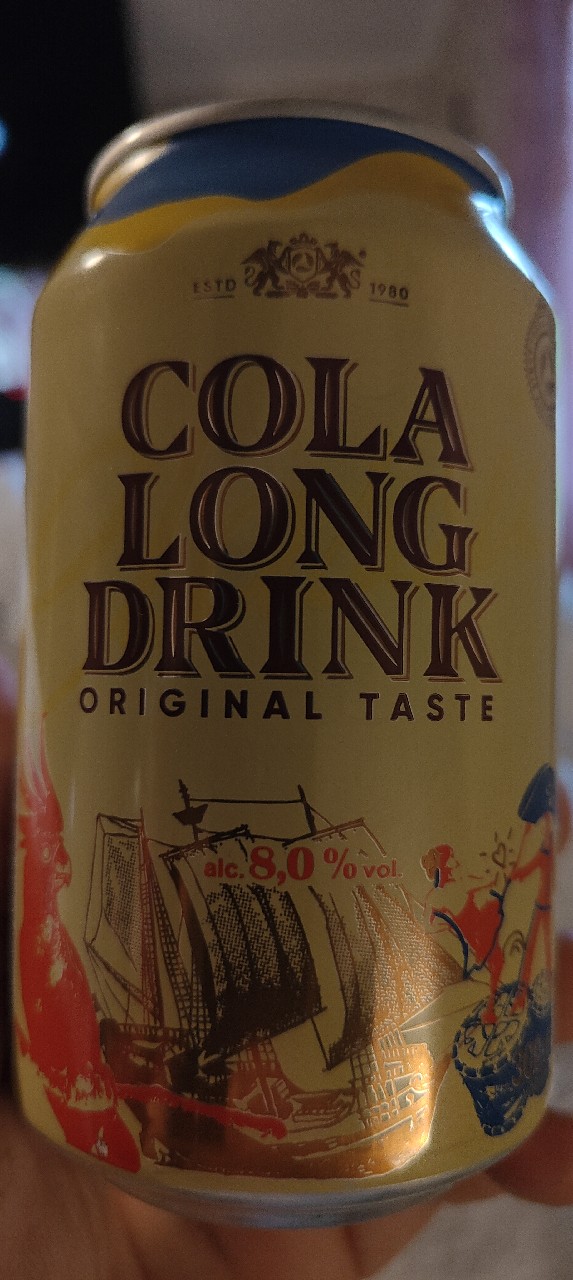 ESTD 1980
COLA
LONG
DRINK
ORIGINAL TASTE
alc. 8,0 % vol.